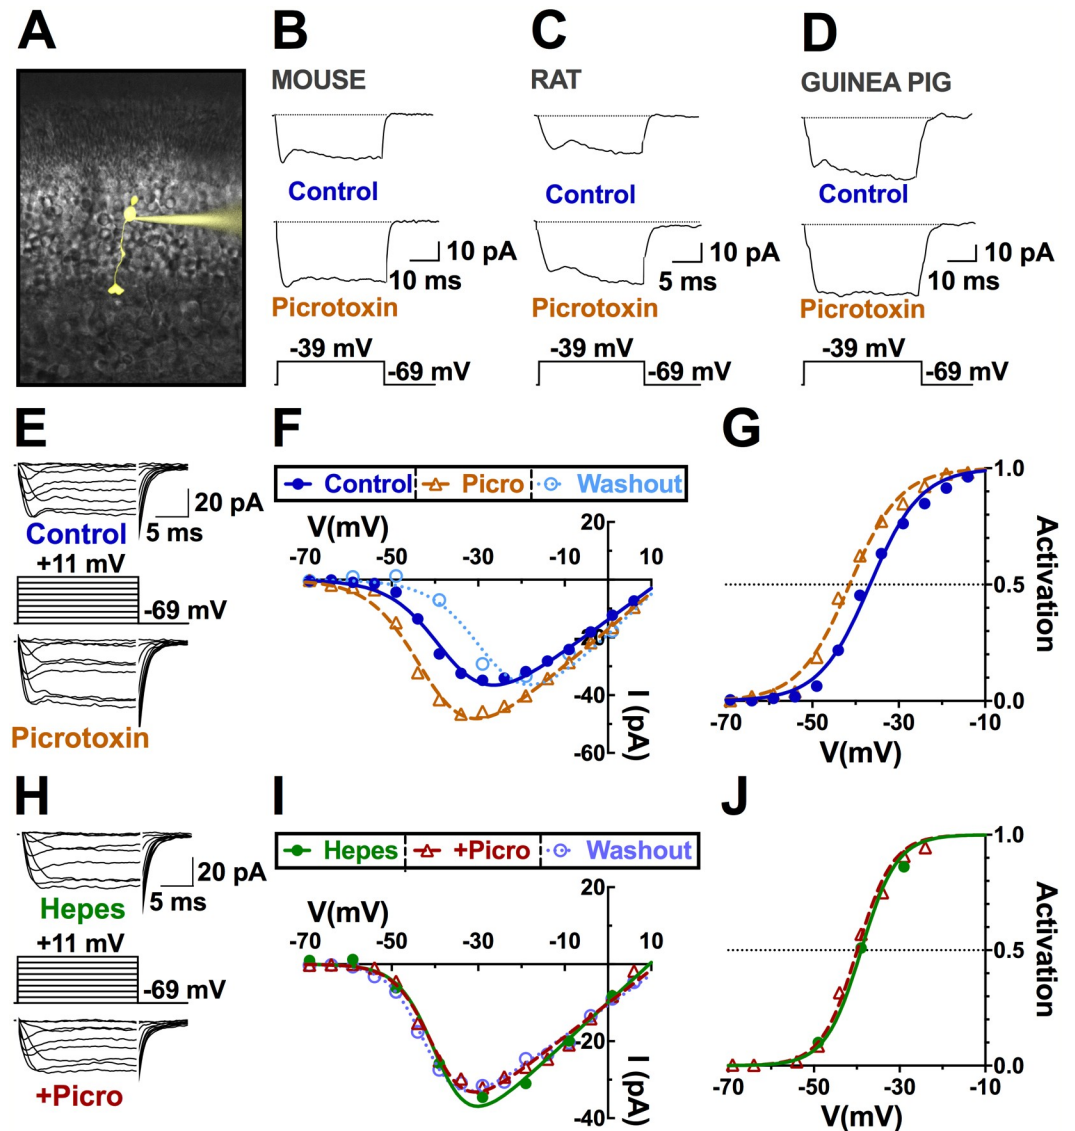 A
B
C
D
MOUSE
RAT
GUINEA PIG
Control
Control
Control
10 pA
10 ms
10 pA
5 ms
10 pA
10 ms
Picrotoxin
Picrotoxin
Picrotoxin
-39 mV
-69 mV
-39 mV
-69 mV
-39 mV
-69 mV
E
20 pA
5 ms
Control
+11 mV
-69 mV
Picrotoxin
F
Control Picro Washout
V(mV)
-70 -50 -30 -10 10
20
-20
-40
-60
I (pA)
G
1.0
0.5
0.0
Activation
-70 -50 -30 -10
V(mV)
H
20 pA
5 ms
Hepes
+11 mV
-69 mV
+Picro
I
Hepes +Picro Washout
V(mV)
-70 -50 -30 -10 10
20
-20
-40
I (pA)
J
1.0
0.5
0.0
Activation
-70 -50 -30 -10
V(mV)